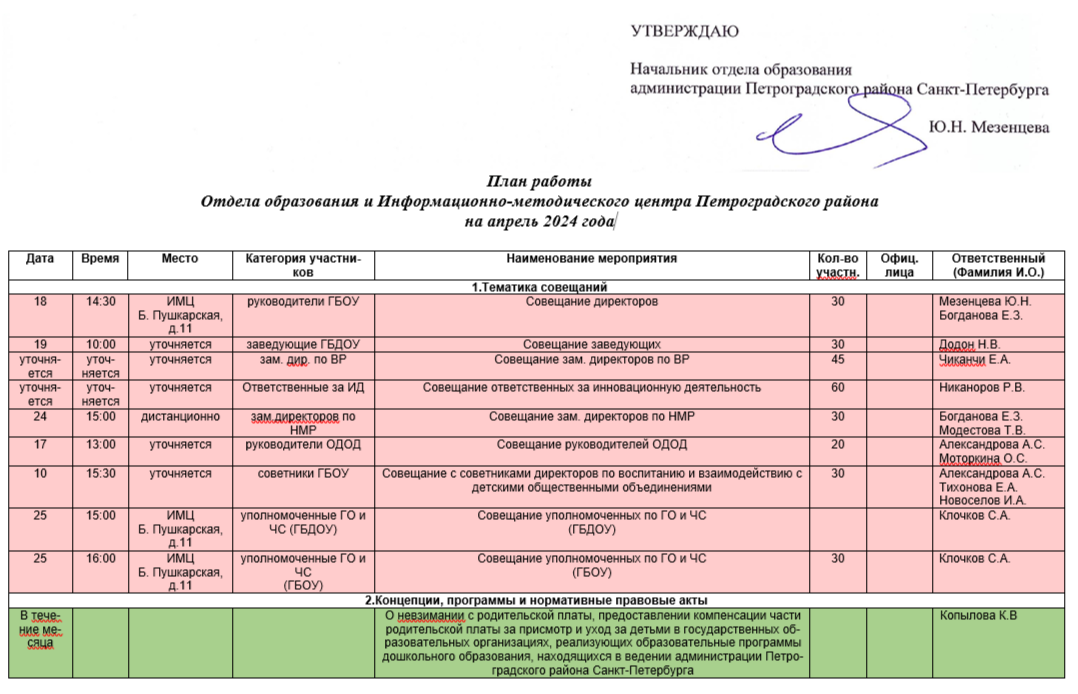 УТВЕРЖДАЮ
Начальник отдела образования
администрации Петроградского района Санкт-Петербурга
Ю.Н. Мезенцева
План работы
Отдела образования и Информационно-методического центра Петроградского района
на апрель 2024 года
Дата Время Место Категория участни- Наименование мероприятия Кол-во Офиц. Ответственный
ков участн. лица (Фамилия И.О.)
1.Тематика совещаний
18 14:30 ИМЦ руководители ГБОУ Совещание директоров 30 Мезенцева Ю.Н.
Б. Пушкарская, Богданова Е.З.
д.11
19 10:00 уточняется заведующие ГБДОУ Совещание заведующих 30 Додон Н.В.
уточня- уточ- уточняется зам. дир. по ВР Совещание зам. директоров по ВР 45 Чиканчи Е.А.
ется няется
уточня- уточ- уточняется Ответственные за ИД Совещание ответственных за инновационную деятельность 60 Никаноров Р.В.
ется няется
24 15:00 дистанционно зам.директоров по Совещание зам. директоров по НМР 30 Богданова Е.З.
НМР Модестова Т.В.
17 13:00 уточняется руководители ОДОД Совещание руководителей ОДОД 20 Александрова А.С.
Моторкина О.С.
10 15:30 уточняется советники ГБОУ Совещание с советниками директоров по воспитанию и взаимодействию с 30 Александрова А.С.
детскими общественными объединениями Тихонова Е.А.
Новоселов И.А.
25 15:00 ИМЦ уполномоченные ГО и Совещание уполномоченных по ГО и ЧС Клочков С.А.
Б. Пушкарская, ЧС (ГБДОУ) (ГБДОУ)
д.11
25 16:00 ИМЦ уполномоченные ГО и Совещание уполномоченных по ГО и ЧС 30 Клочков С.А.
Б. Пушкарская, ЧС (ГБОУ)
д.11 (ГБОУ)
2.Концепции, программы и нормативные правовые акты
В тече- О невзимании с родительской платы, предоставлении компенсации части Копылова К.В
ние ме- родительской платы за присмотр и уход за детьми в государственных об-
сяца разовательных организациях, реализующих образовательные программы
дошкольного образования, находящихся в ведении администрации Петро-
градского района Санкт-Петербурга